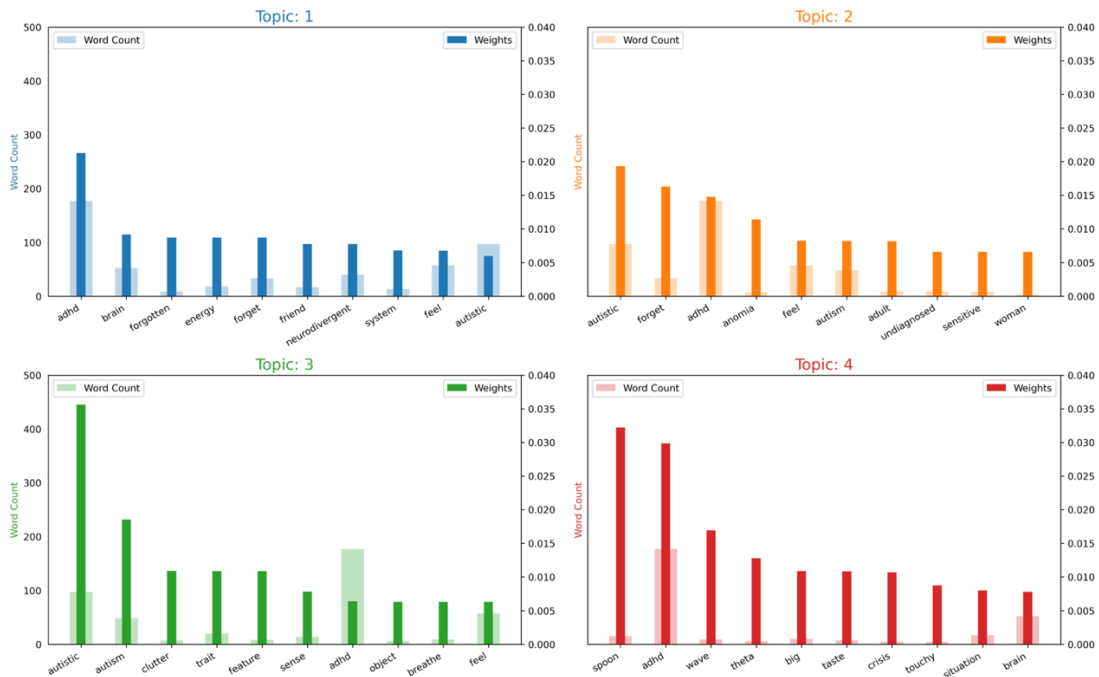 Topic: 1
Word Count
Weights
500
400
300
200
100
0
0.040
0.035
0.030
0.025
0.020
0.015
0.010
0.005
0.000
Word Count
adhd
brain
forgotten
energy
forget
friend
neurodivergent
system
feel
autistic
Topic: 2
Word Count
Weights
0.040
0.035
0.030
0.025
0.020
0.015
0.010
0.005
0.000
Word Count
autistic
forget
adhd
anomia
feel
autism
adult
undiagnosed
sensitive
woman
Topic: 3
Word Count
Weights
500
400
300
200
100
0
0.040
0.035
0.030
0.025
0.020
0.015
0.010
0.005
0.000
Word Count
autistic
autism
clutter
trait
feature
sense
adhd
object
breathe
feel
Topic: 4
Word Count
Weights
0.040
0.035
0.030
0.025
0.020
0.015
0.010
0.005
0.000
Word Count
spoon
adhd
wave
theta
big
taste
crisis
touchy
situation
brain